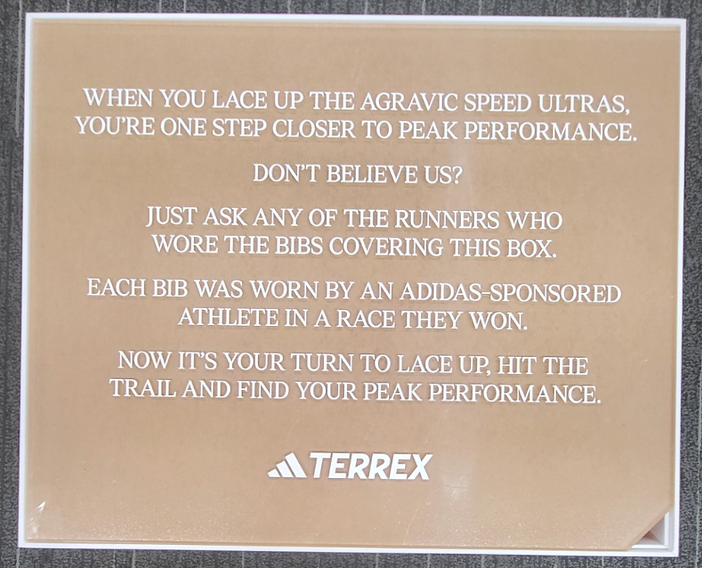 WHEN YOU LACE UP THE AGRAVIC SPEED ULTRAS,
YOU'RE ONE STEP CLOSER TO PEAK PERFORMANCE.
DON'T BELIEVE US?
JUST ASK ANY OF THE RUNNERS WHO
WORE THE BIBS COVERING THIS BOX.
EACH BIB WAS WORN BY AN ADIDAS-SPONSORED
ATHLETE IN A RACE THEY WON.
NOW IT'S YOUR TURN TO LACE UP, HIT THE
TRAIL AND FIND YOUR PEAK PERFORMANCE.
TERREX